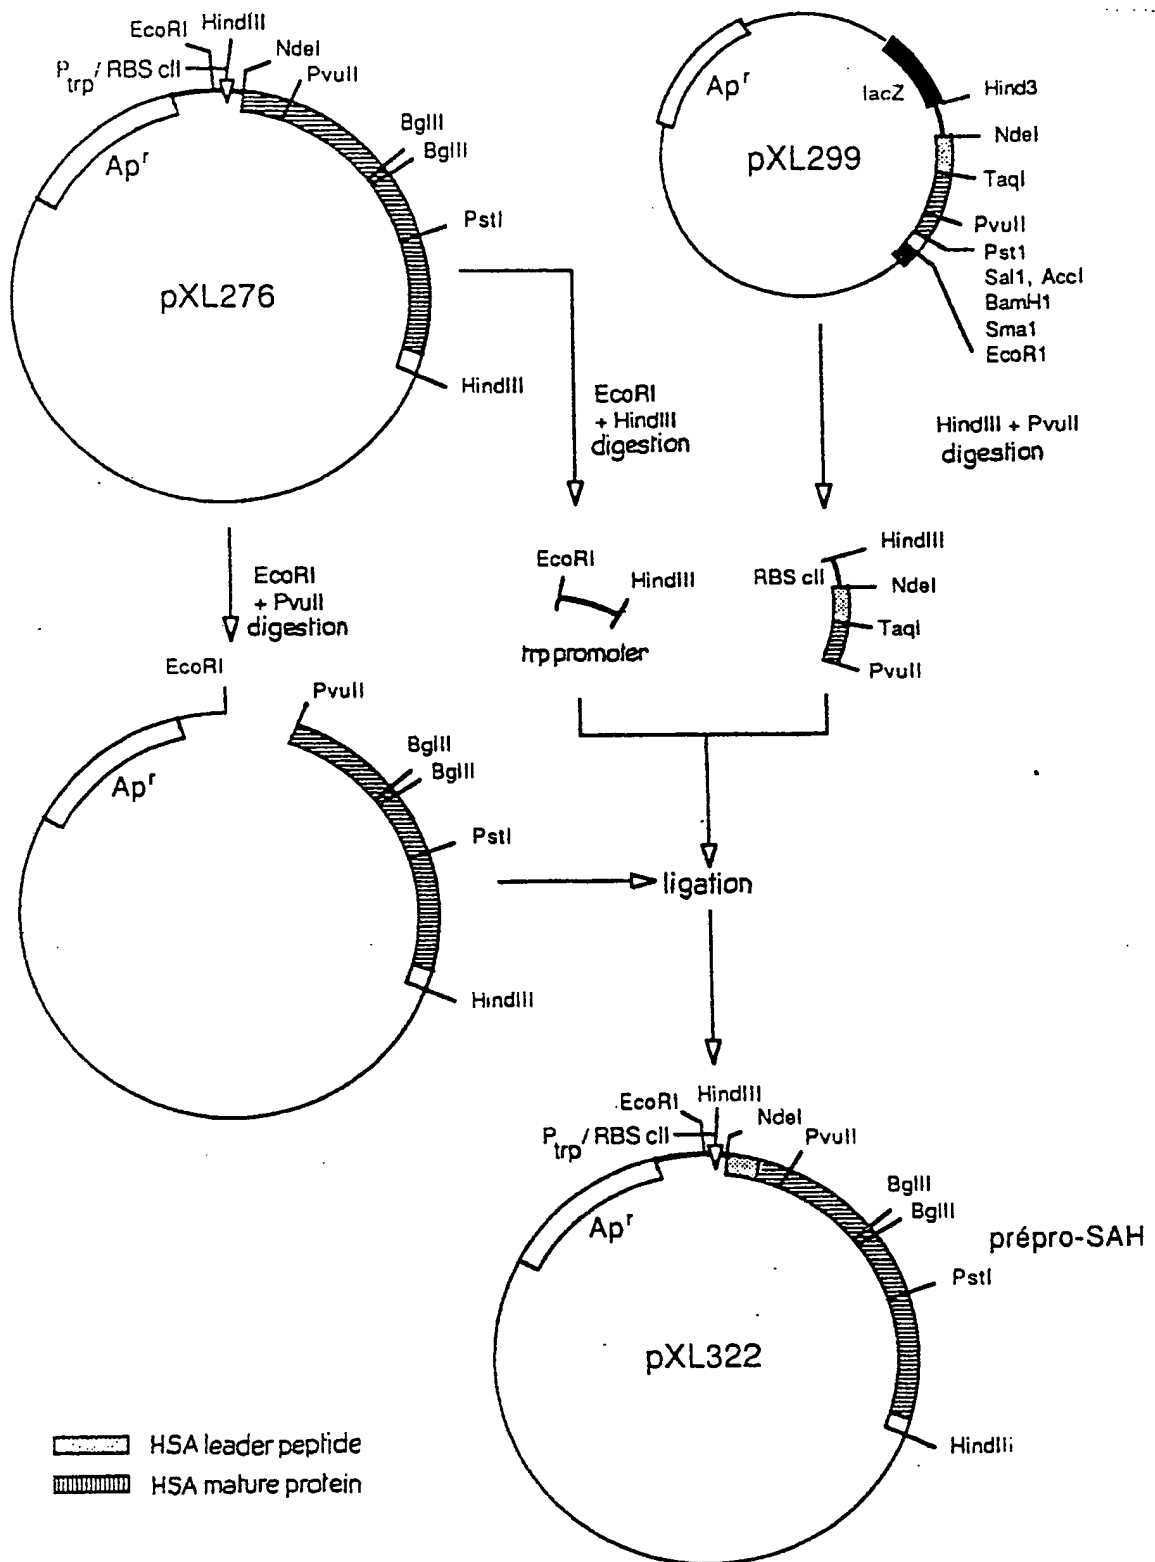 EcoRI
HindIII
Ptrp/ RBS cII
NdeI
PvuII
BglII
BglII
PstI
Apr
pXL276
HindIII
Apr
lacZ
Hind3
NdeI
TaqI
pXL299
PvuII
Pst1
Sal1, AccI
BamH1
Sma1
EcoR1
EcoRI
+ HindIII
digestion
HindIII + PvuII
digestion
EcoRI
+ PvuII
digestion
EcoRI
HindIII
trp promoter
HindIII
RBS cII
NdeI
TaqI
PvuII
EcoRI
PvuII
BglII
BglII
Apr
PstI
HindIII
ligation
EcoRI
HindIII
Ptrp/RBS cII
NdeI
PvuII
BglII
BglII
Apr
prépro-SAH
PstI
pXL322
HindIIi
HSA leader peptide
HSA mature protein